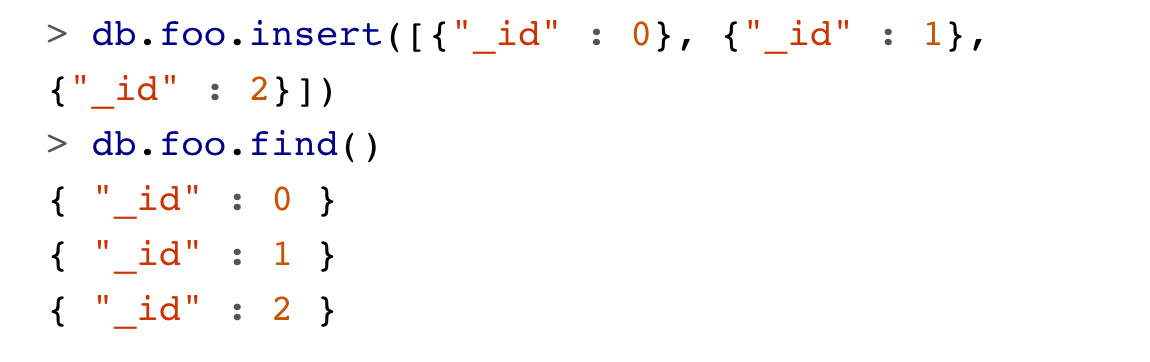 > db.foo.insert([{"_id" : 0}, {"_id" : 1},
{"_id" : 2}])
> db.foo.find()
{ "_id" : 0 }
{ "_id" : 1 }
{ "_id" : 2 }